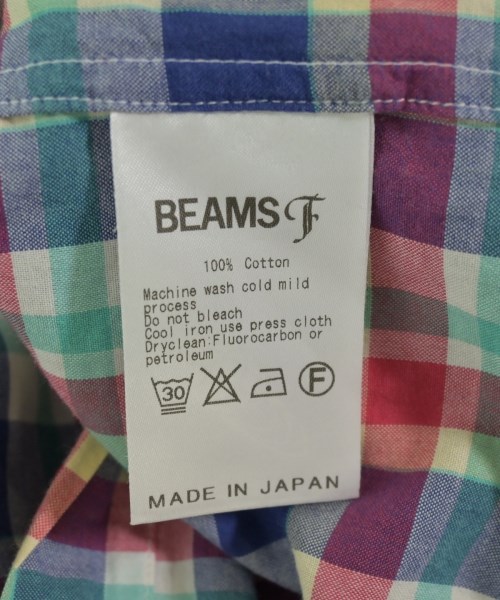 BEAMS F
100% Cotton
Machine wash cold mild
process
Do not bleach
Cool iron use press cloth
Dryclean:Fluorocarbon or
petroleum
30 F
MADE IN JAPAN